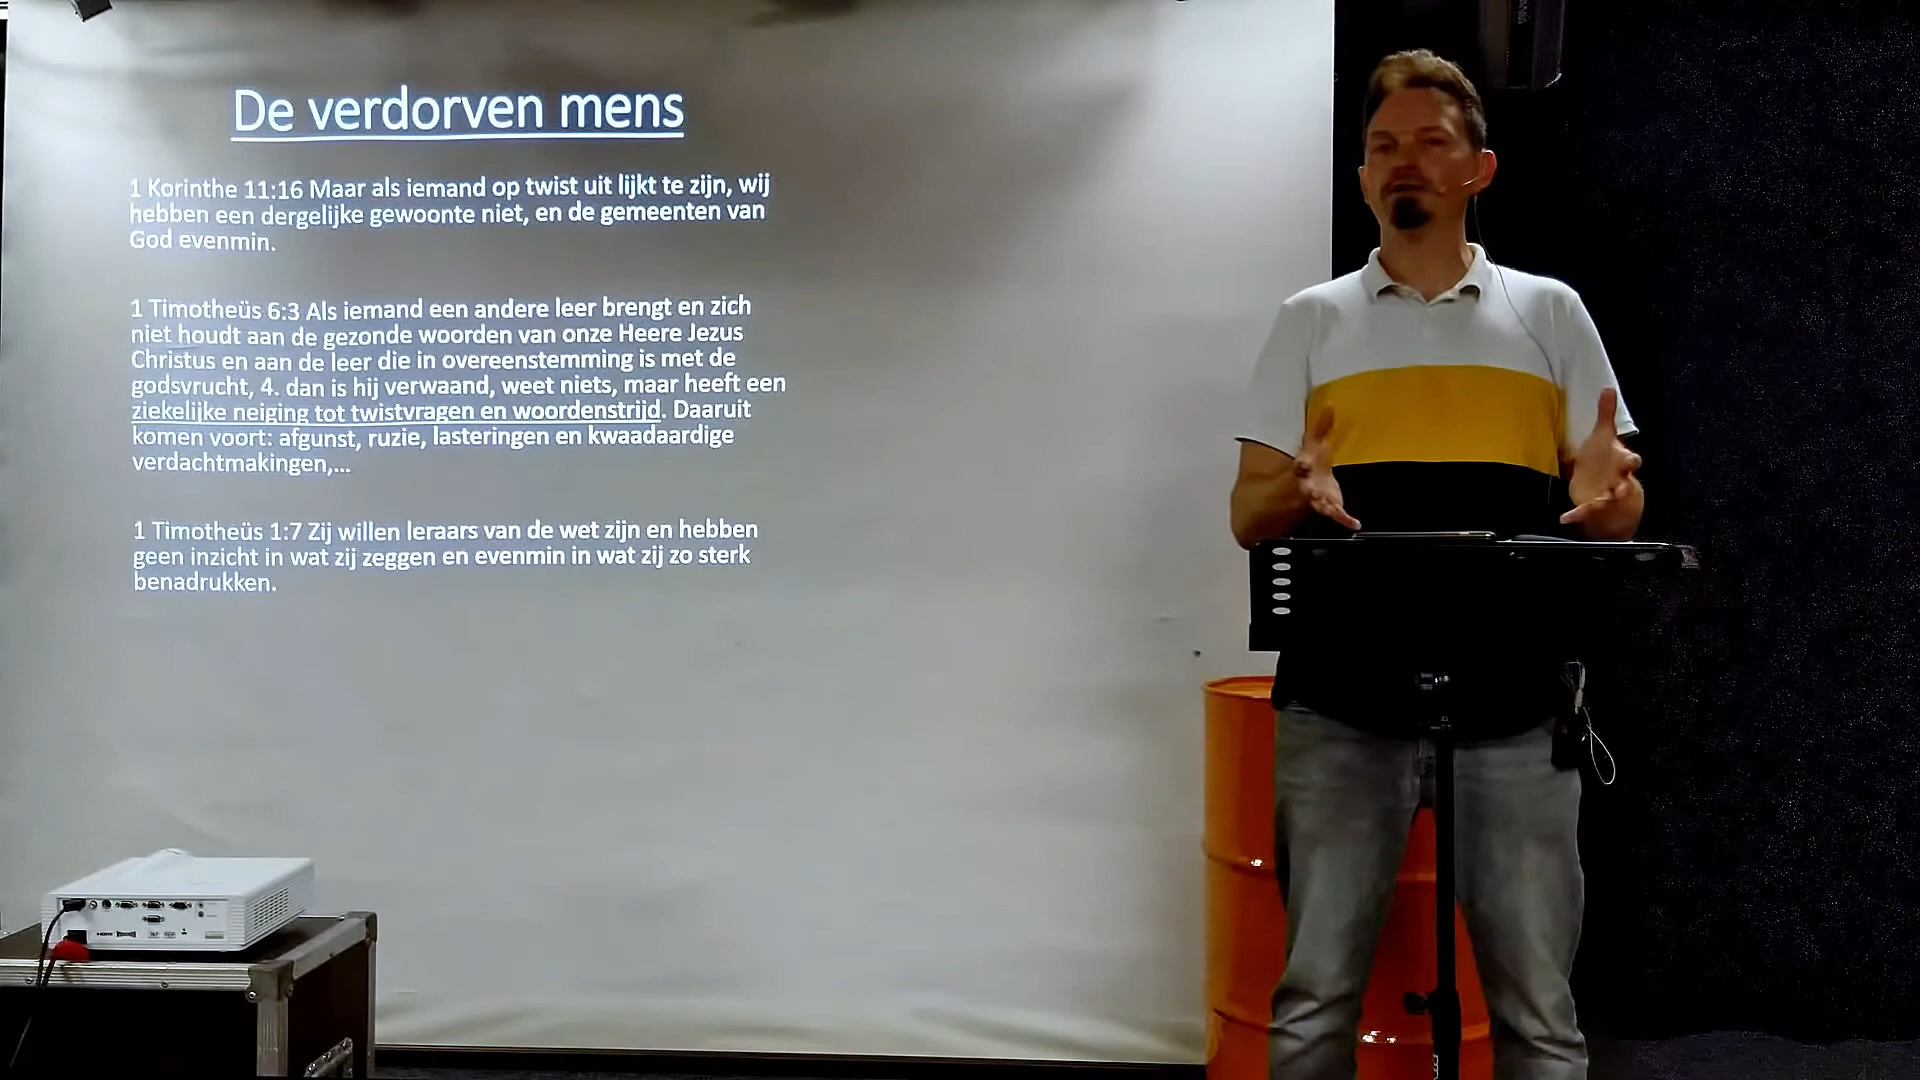 De verdorven mens
1 Korinthe 11:16 Maar als iemand op twist uit lijkt te zijn, wij
hebben een dergelijke gewoonte niet, en de gemeenten van
God evenmin.
1 Timotheüs 6:3 Als iemand een andere leer brengt en zich
niet houdt aan de gezonde woorden van onze Heere Jezus
Christus en aan de leer die in overeenstemming is met de
godsvrucht, 4. dan is hij verwaand, weet niets, maar heeft een
ziekelijke neiging tot twistvragen en woordenstrijd. Daaruit
komen voort: afgunst, ruzie, lasteringen en kwaadaardige
verdachtmakingen,...
1 Timotheüs 1:7 Zij willen leraars van de wet zijn en hebben
geen inzicht in wat zij zeggen en evenmin in wat zij zo sterk
benadrukken.